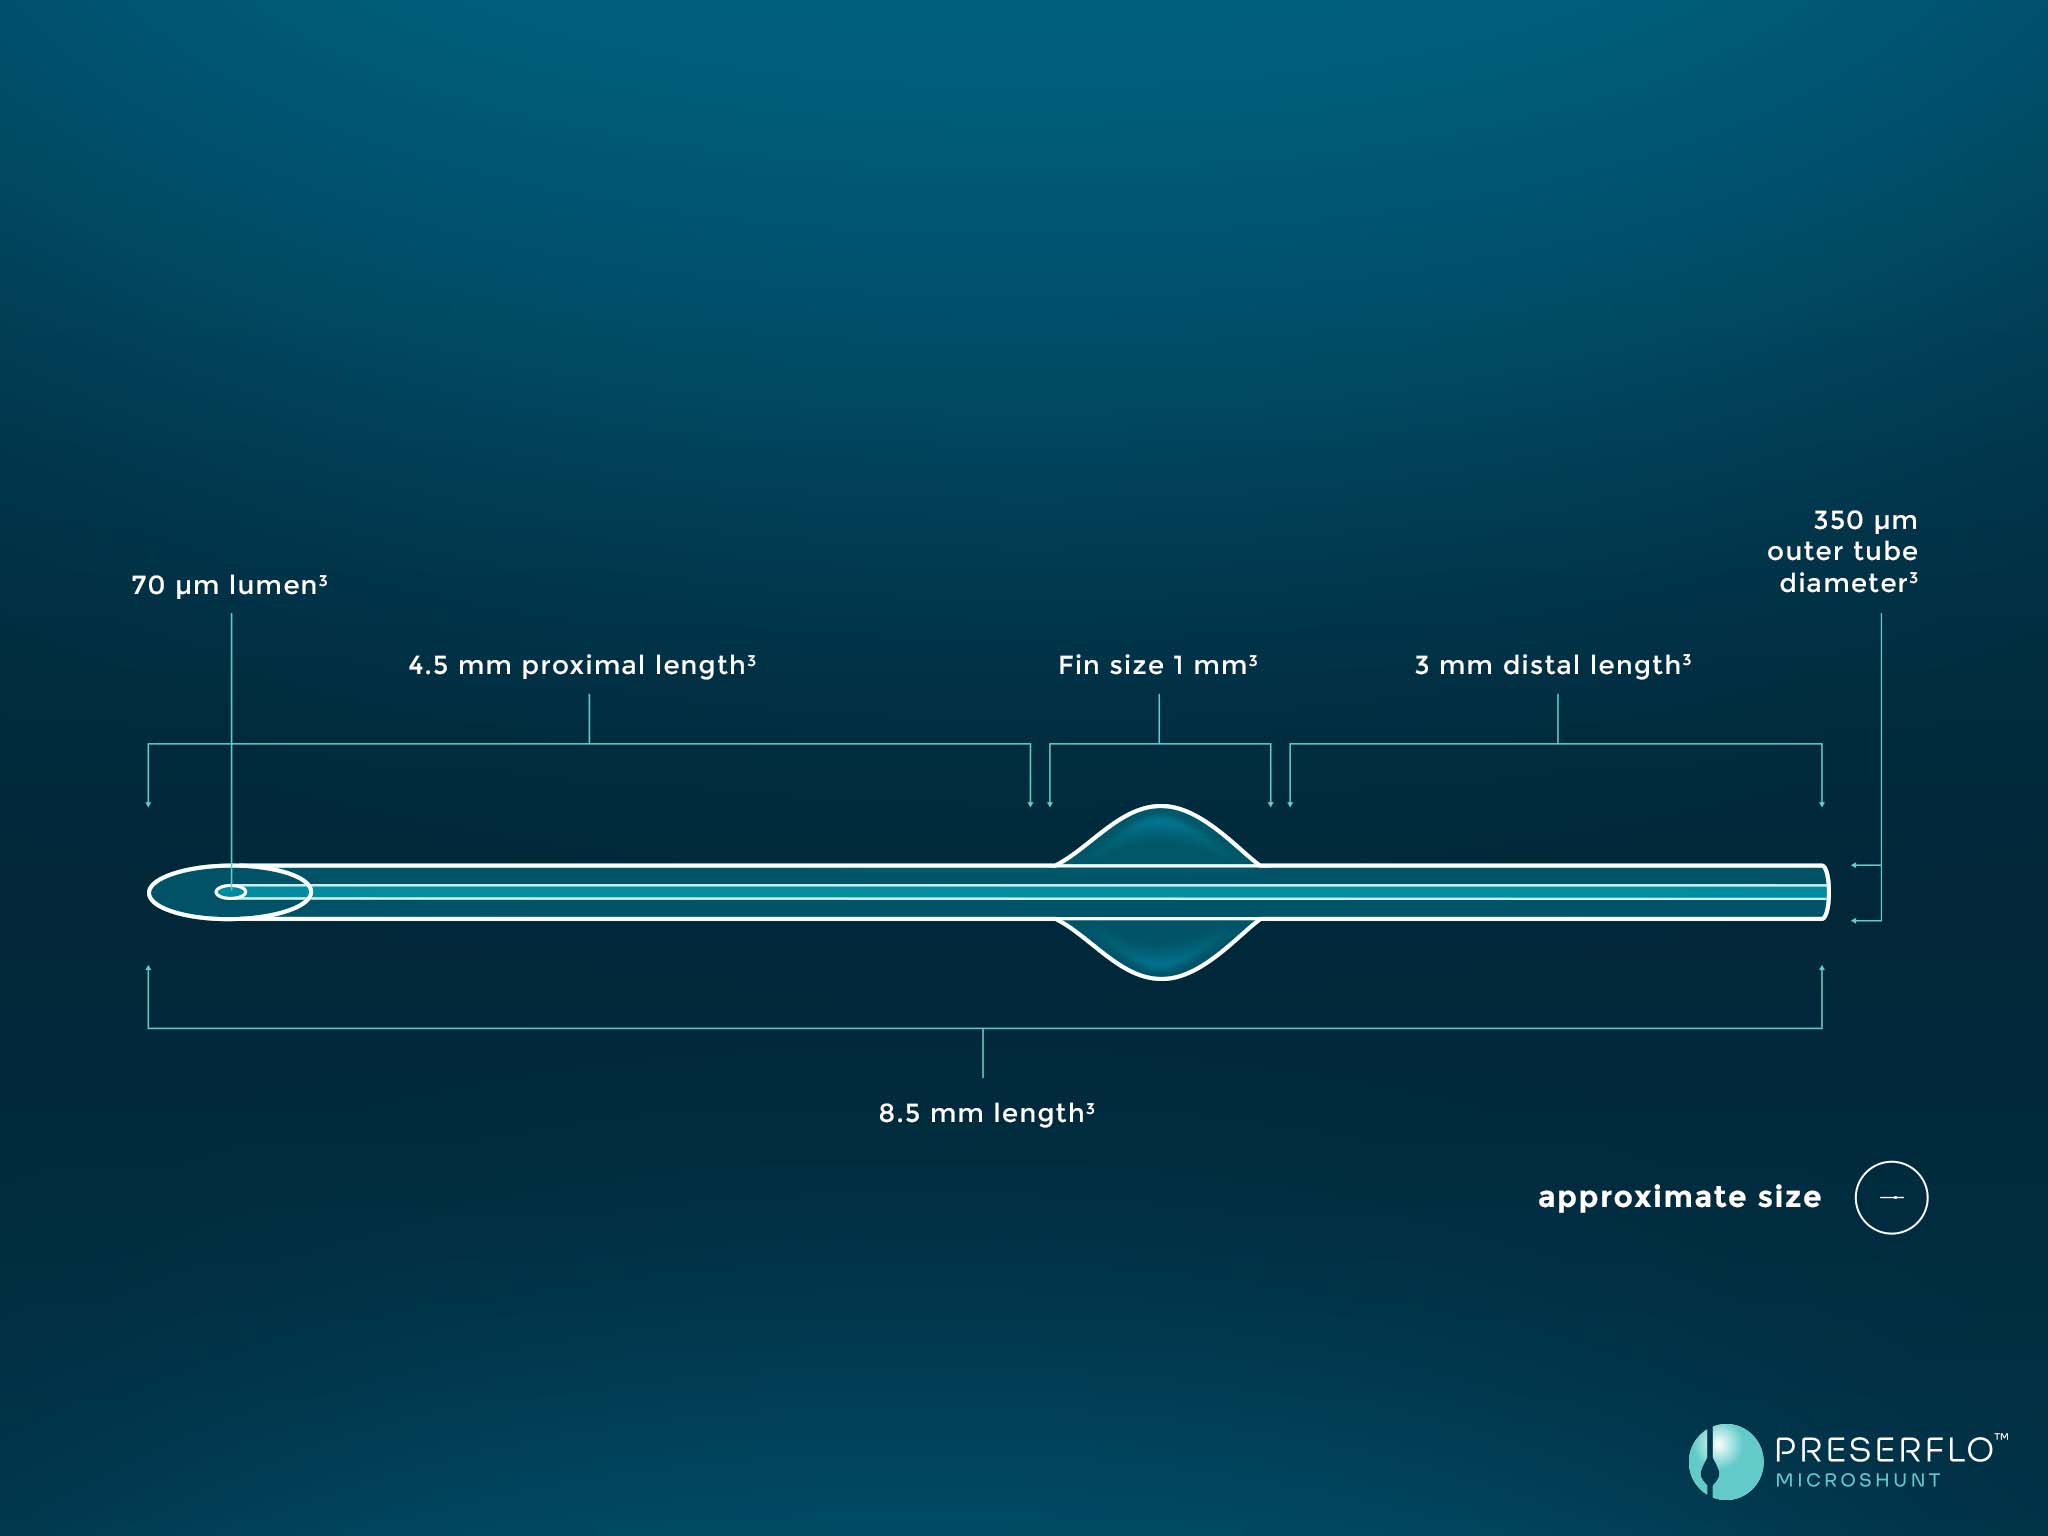 350 µm
outer tube
diameter³
70 µm lumen³
4.5 mm proximal length³
Fin size 1 mm³
3 mm distal length³
8.5 mm length³
approximate size
PRESERFLO™
MICROSHUNT